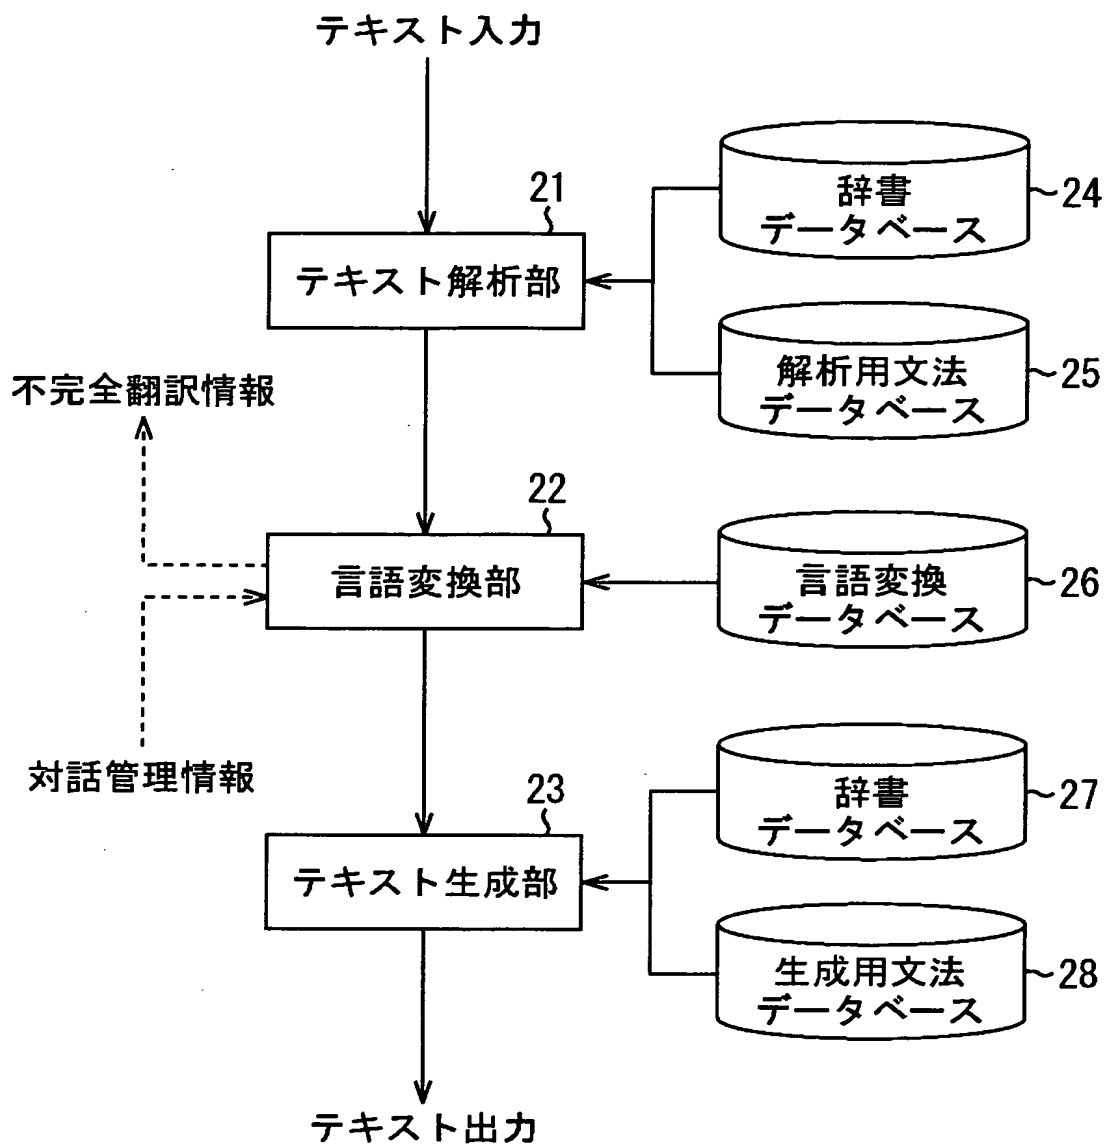 テキスト入力
21
テキスト解析部
辞書
データベース
24
解析用文法
データベース
25
不完全翻訳情報
22
言語変換部
言語変換
データベース
26
対話管理情報
23
テキスト生成部
辞書
データベース
27
生成用文法
データベース
28
テキスト出力